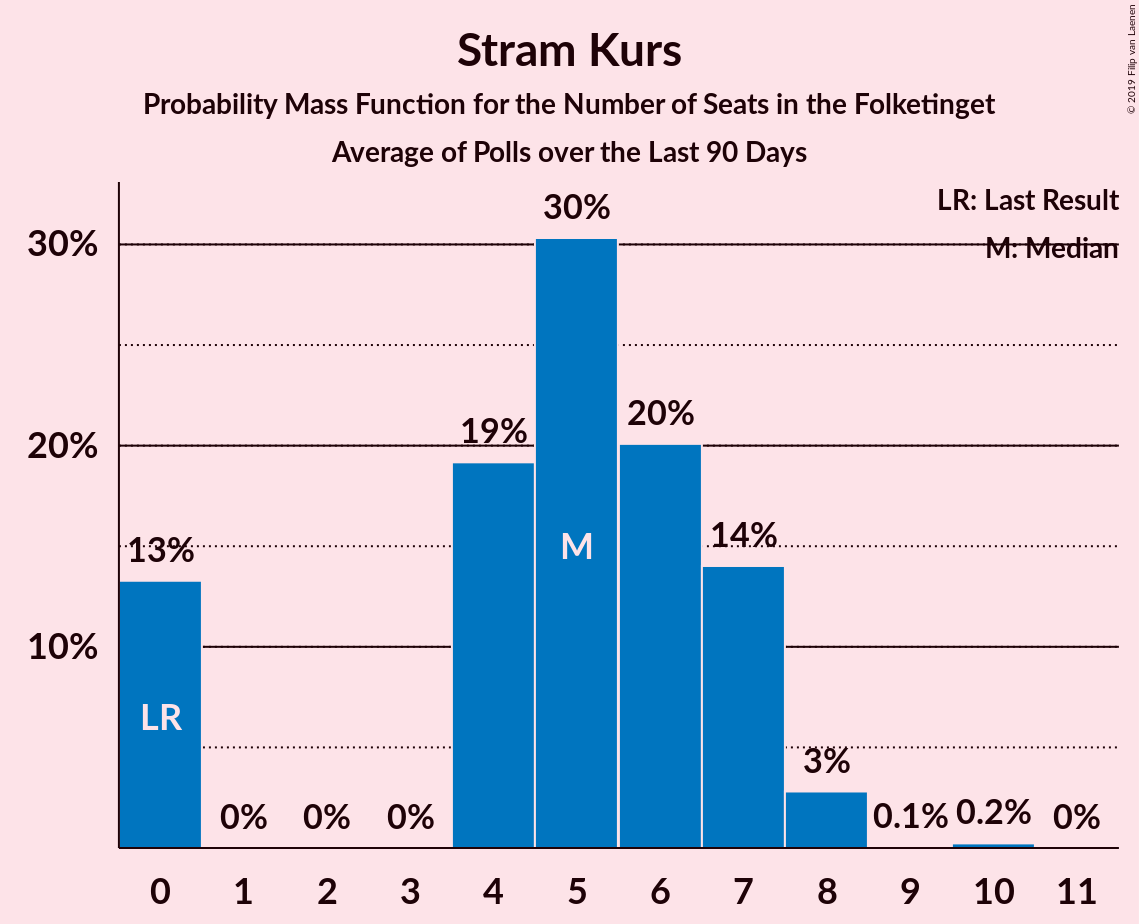 Stram Kurs
Probability Mass Function for the Number of Seats in the Folketinget
Average of Polls over the Last 90 Days
© 2019 Filip van Laenen
LR: Last Result
M: Median
30%
20%
10%
13%
0%
0%
0%
19%
30%
20%
14%
3%
0.1%
0.2%
0%
LR
M
0 1 2 3 4 5 6 7 8 9 10 11